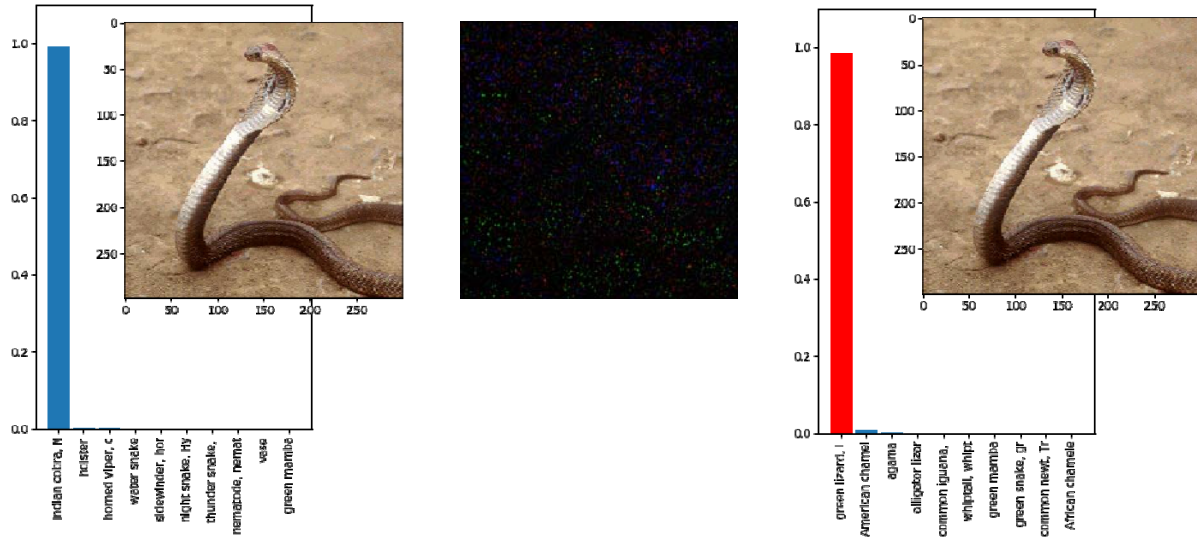 1.0
0.8
0.6
0.4
0.2
0.0
0
50
100
150
200
250
0 50 100 150 200 250
Indian cobra, N
holster
horned viper, c
water snake
sidewinder, hor
night snake, Hy
thunder snake,
nematode, nemat
vase
green mamba
1.0
0.8
0.6
0.4
0.2
0.0
0
50
100
150
200
250
0 50 100 150 200 250
green lizard, l
American chamel
agama
alligator lizar
common iguana,
whiptail, whipt
green mamba
green snake, gr
common newt, Tr
African chamele